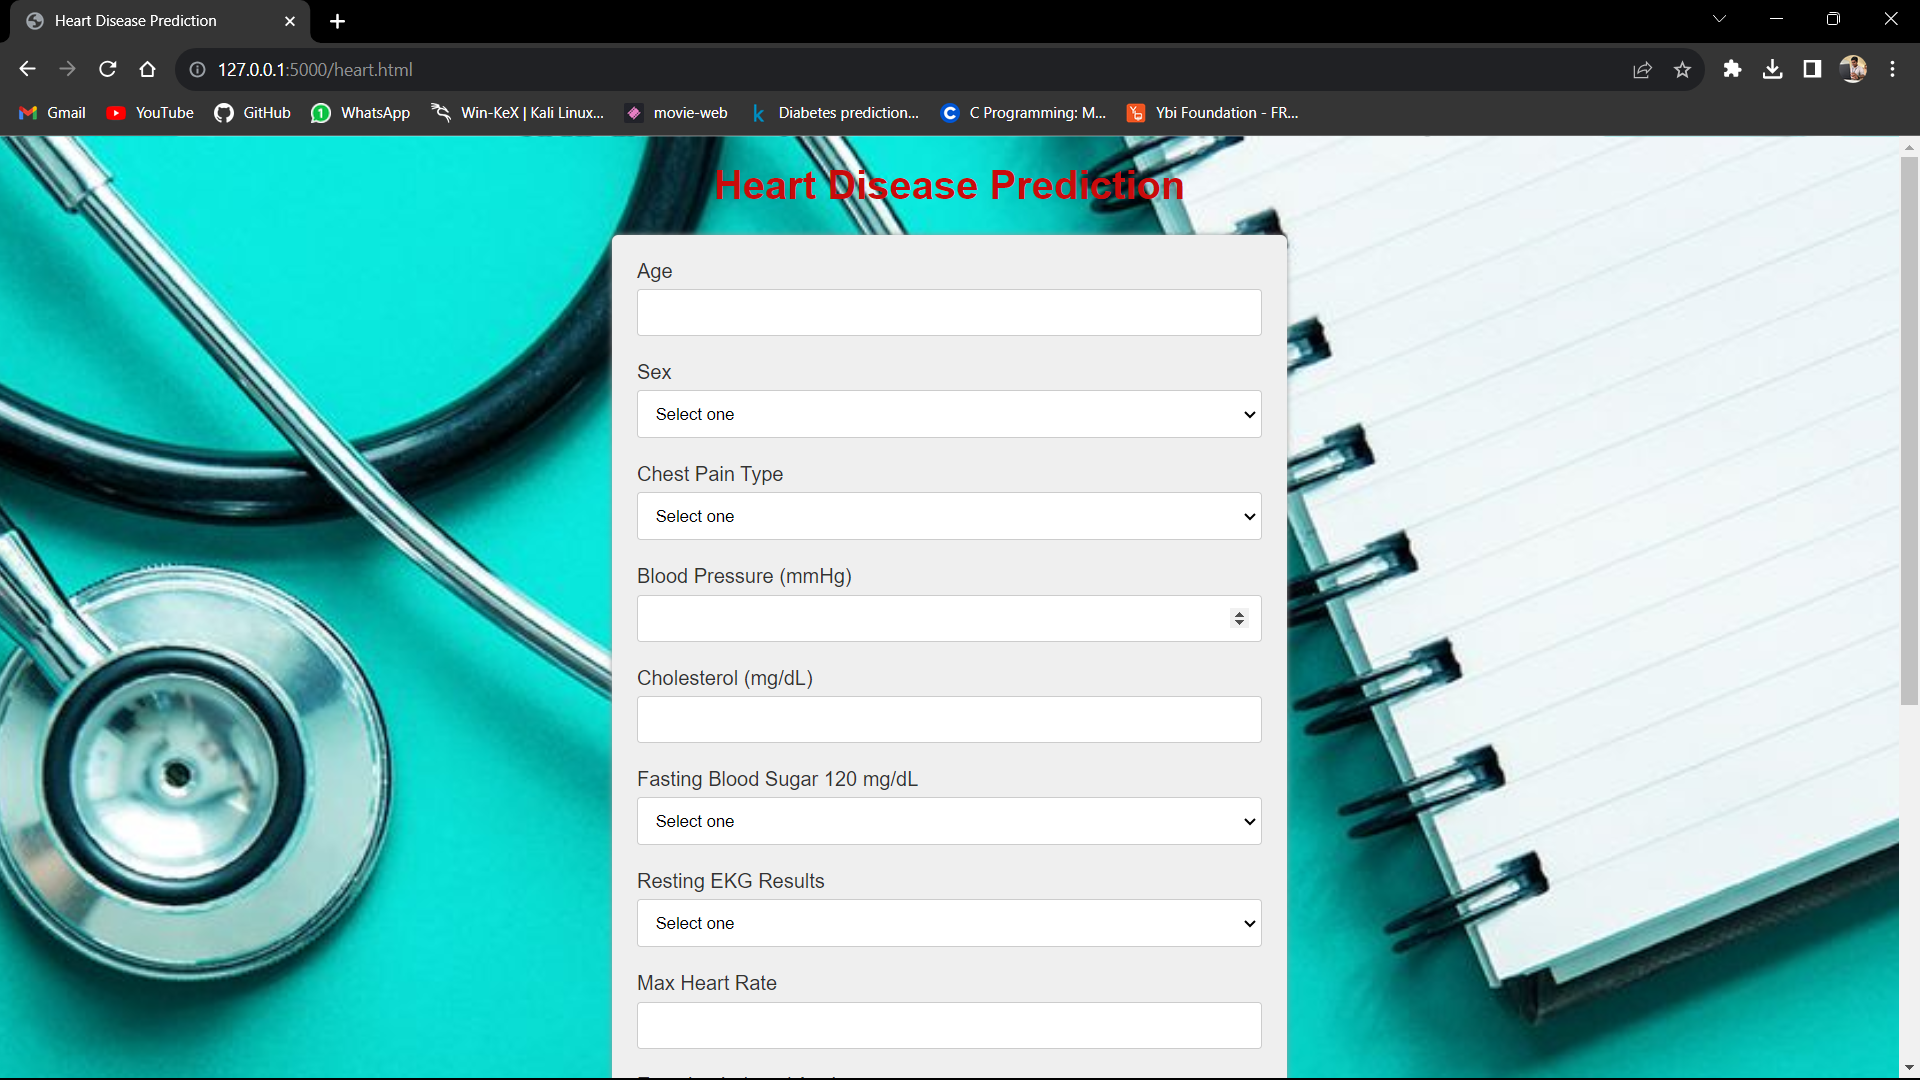 Heart Disease Prediction
127.0.0.1:5000/heart.html
Gmail YouTube GitHub WhatsApp Win-KeX | Kali Linux... movie-web Diabetes prediction... C Programming: M... Ybi Foundation - FR...
Heart Disease Prediction
Age
Sex
Select one
Chest Pain Type
Select one
Blood Pressure (mmHg)
Cholesterol (mg/dL)
Fasting Blood Sugar 120 mg/dL
Select one
Resting EKG Results
Select one
Max Heart Rate